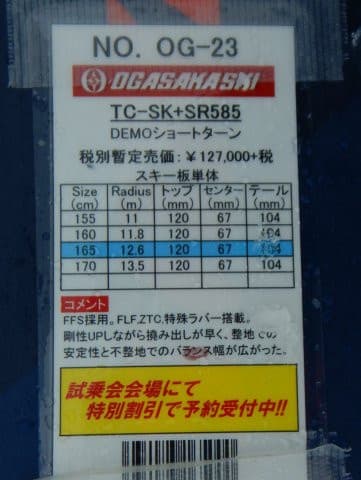 NO. OG-23
OGASAKA SKI
TC-SK+SR585
DEMOショートターン
税別暫定売価:¥127,000+税
スキー板単体
Size (cm) Radius (m) トップ (mm) センター (mm) テール (mm)
155 11 120 67 104
160 11.8 120 67 104
165 12.6 120 67 104
170 13.5 120 67 104
コメント
FFS採用。FLF.ZTC.特殊ラバー搭載。
剛性UPしながら撓み出しが早く、整地での
安定性と不整地でのバランス幅が広がった。
試乗会会場にて
特別割引で予約受付中!!